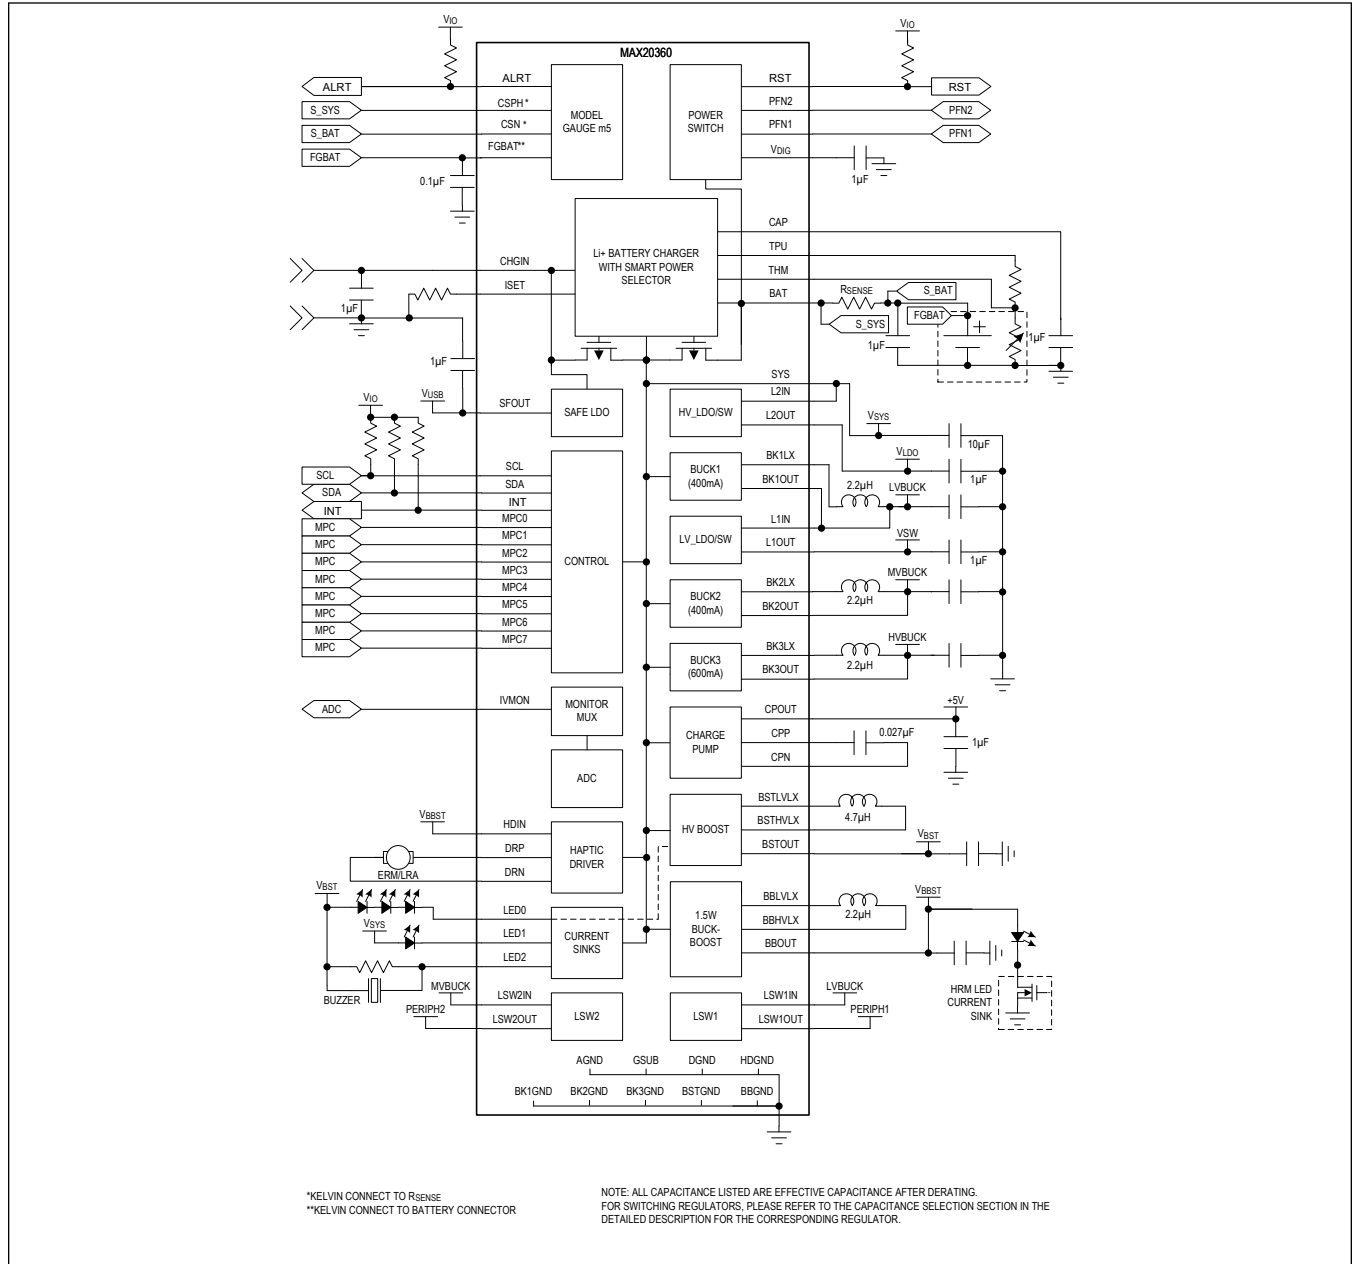 VIO
VIO
MAX20360
ALRT
ALRT
RST
RST
S_SYS
CSPH *
MODEL
GAUGE m5
POWER
SWITCH
PFN2
PFN2
S_BAT
CSN *
PFN1
PFN1
FGBAT
FGBAT**
VDIG
0.1µF
1µF
CAP
Li+ BATTERY CHARGER
WITH SMART POWER
SELECTOR
TPU
CHGIN
THM
ISET
BAT
RSENSE
S_BAT
1µF
S_SYS
FGBAT
+
1µF
1µF
1µF
SYS
VUSB
SFOUT
SAFE LDO
HV_LDO/SW
L2IN
L2OUT
VIO
VSYS
10µF
VLDO
1µF
SCL
SCL
BUCK1
(400mA)
BK1LX
BK1OUT
2.2µH
LVBUCK
SDA
SDA
INT
INT
MPC
MPC0
MPC
MPC1
MPC
MPC2
MPC
MPC3
MPC
MPC4
MPC
MPC5
MPC
MPC6
MPC
MPC7
CONTROL
LV_LDO/SW
L1IN
L1OUT
VSW
1µF
BUCK2
(400mA)
BK2LX
BK2OUT
2.2µH
MVBUCK
BUCK3
(600mA)
BK3LX
BK3OUT
2.2µH
HVBUCK
ADC
IVMON
MONITOR
MUX
ADC
CHARGE
PUMP
CPOUT
CPP
CPN
0.027µF
+5V
1µF
VBBST
HDIN
DRP
DRN
ERM/LRA
HAPTIC
DRIVER
HV BOOST
BSTLVLX
BSTHVLX
BSTOUT
4.7µH
VBST
VBST
LED0
VSYS
LED1
LED2
BUZZER
CURRENT
SINKS
1.5W
BUCK-
BOOST
BBLVLX
BBHVLX
BBOUT
2.2µH
VBBST
HRM LED
CURRENT
SINK
MVBUCK
LSW2IN
PERIPH2
LSW2OUT
LSW2
LSW1
LSW1IN
LVBUCK
LSW1OUT
PERIPH1
AGND GSUB DGND HDGND
BK1GND BK2GND BK3GND BSTGND BBGND
*KELVIN CONNECT TO RSENSE
**KELVIN CONNECT TO BATTERY CONNECTOR
NOTE: ALL CAPACITANCE LISTED ARE EFFECTIVE CAPACITANCE AFTER DERATING.
FOR SWITCHING REGULATORS, PLEASE REFER TO THE CAPACITANCE SELECTION SECTION IN THE
DETAILED DESCRIPTION FOR THE CORRESPONDING REGULATOR.